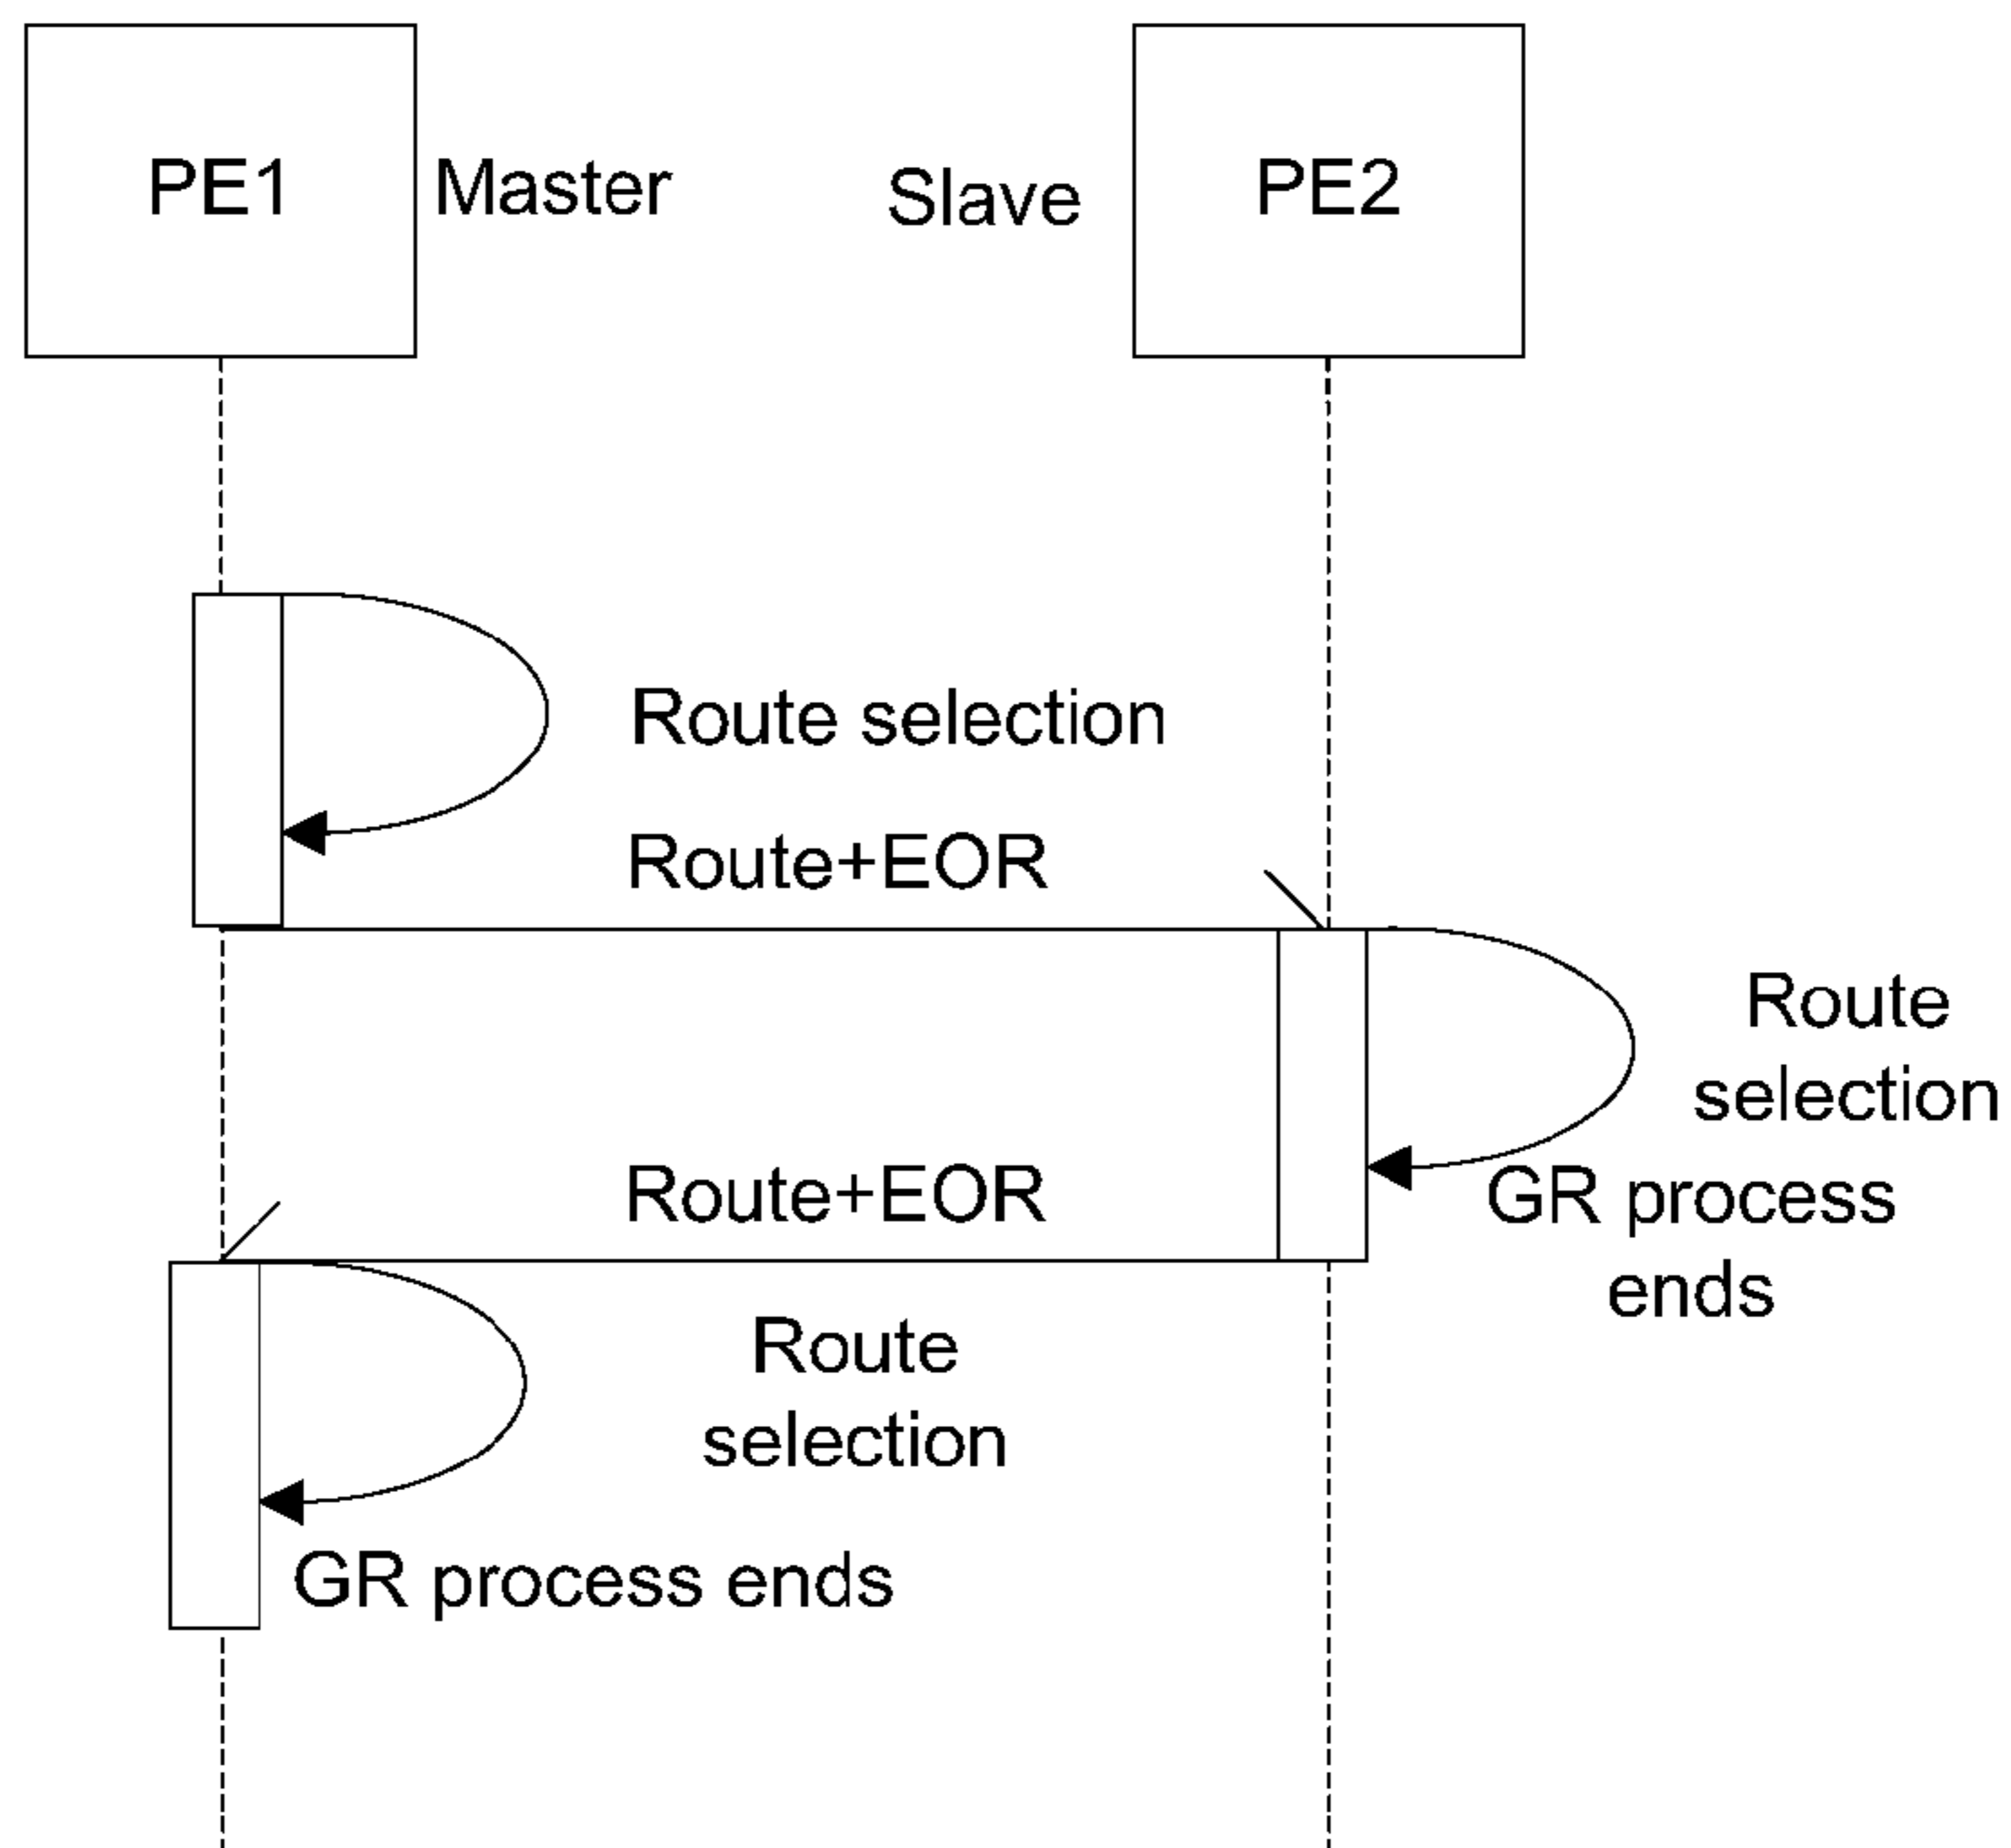 PE1
Master
Slave
PE2
Route selection
Route+EOR
Route
selection
GR process
ends
Route+EOR
Route
selection
GR process ends